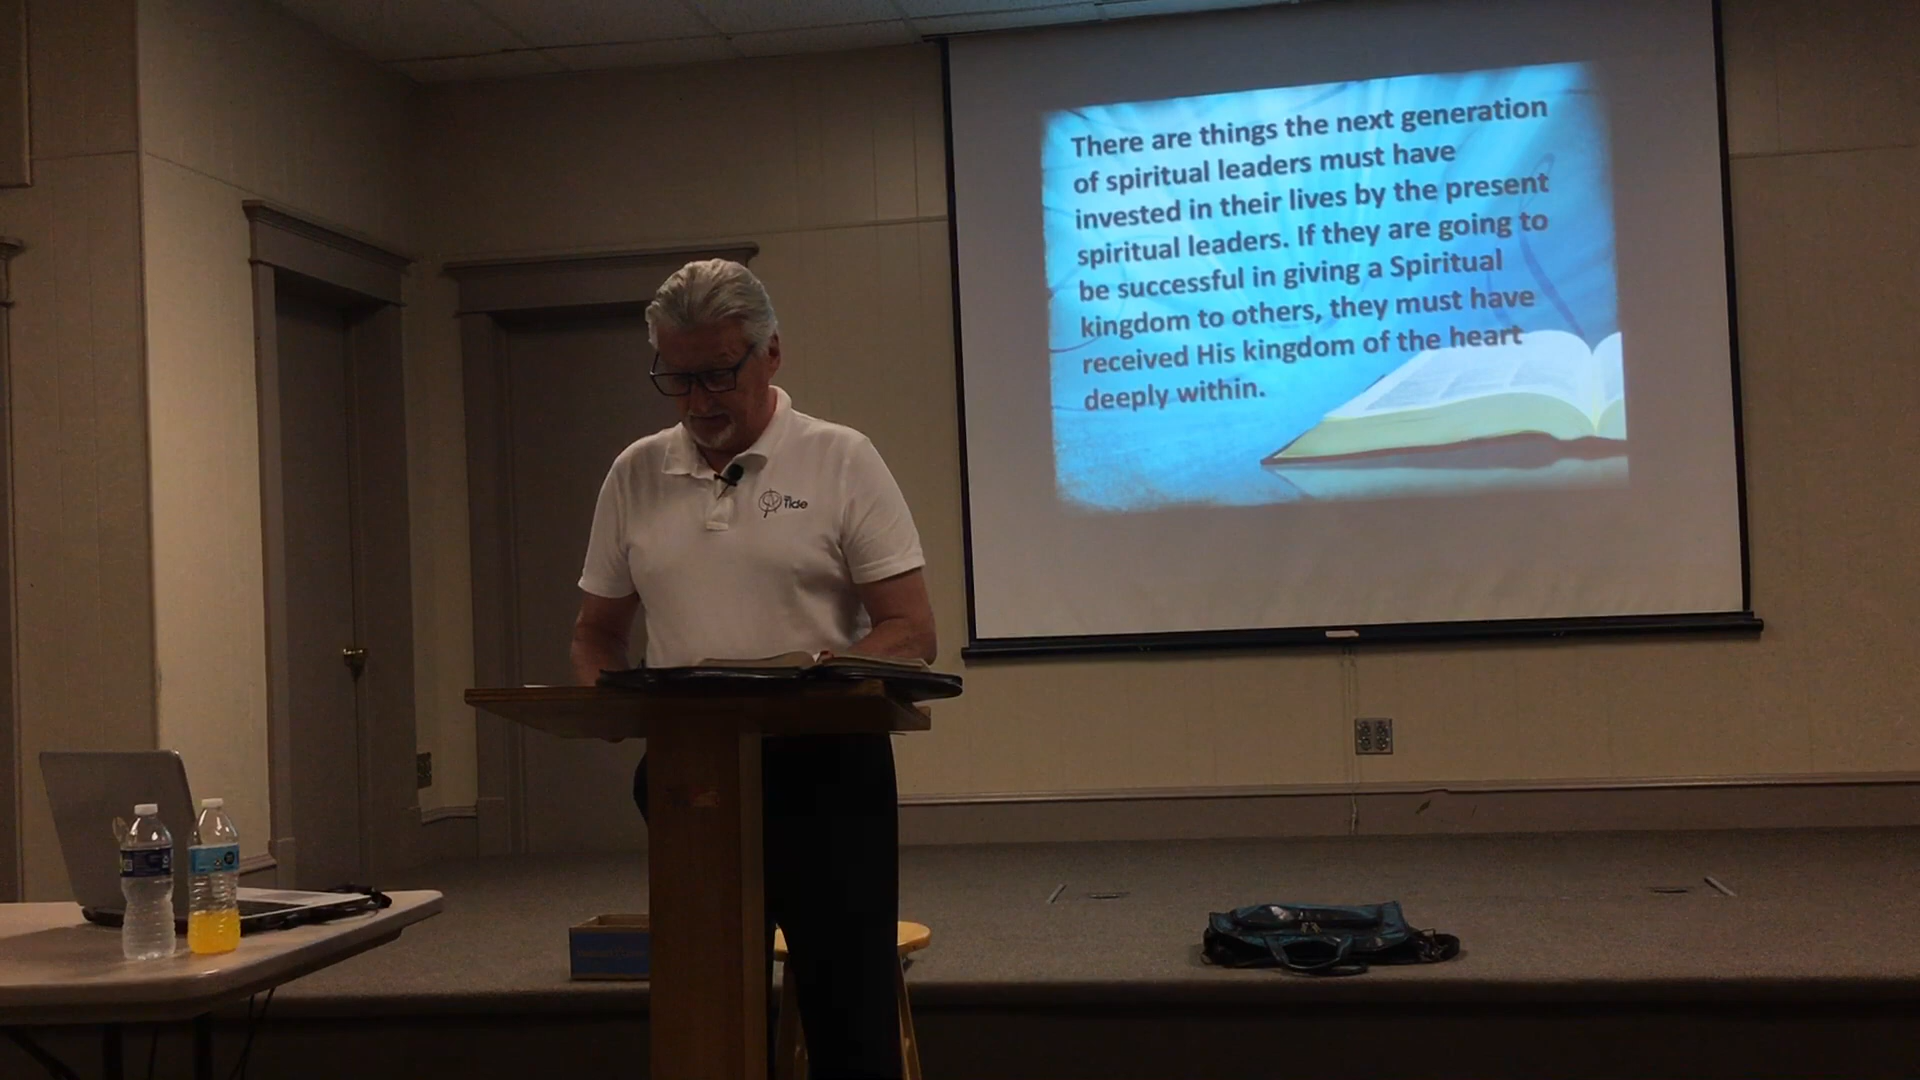 There are things the next generation
of spiritual leaders must have
invested in their lives by the present
spiritual leaders. If they are going to
be successful in giving a Spiritual
kingdom to others, they must have
received His kingdom of the heart
deeply within.
Tide